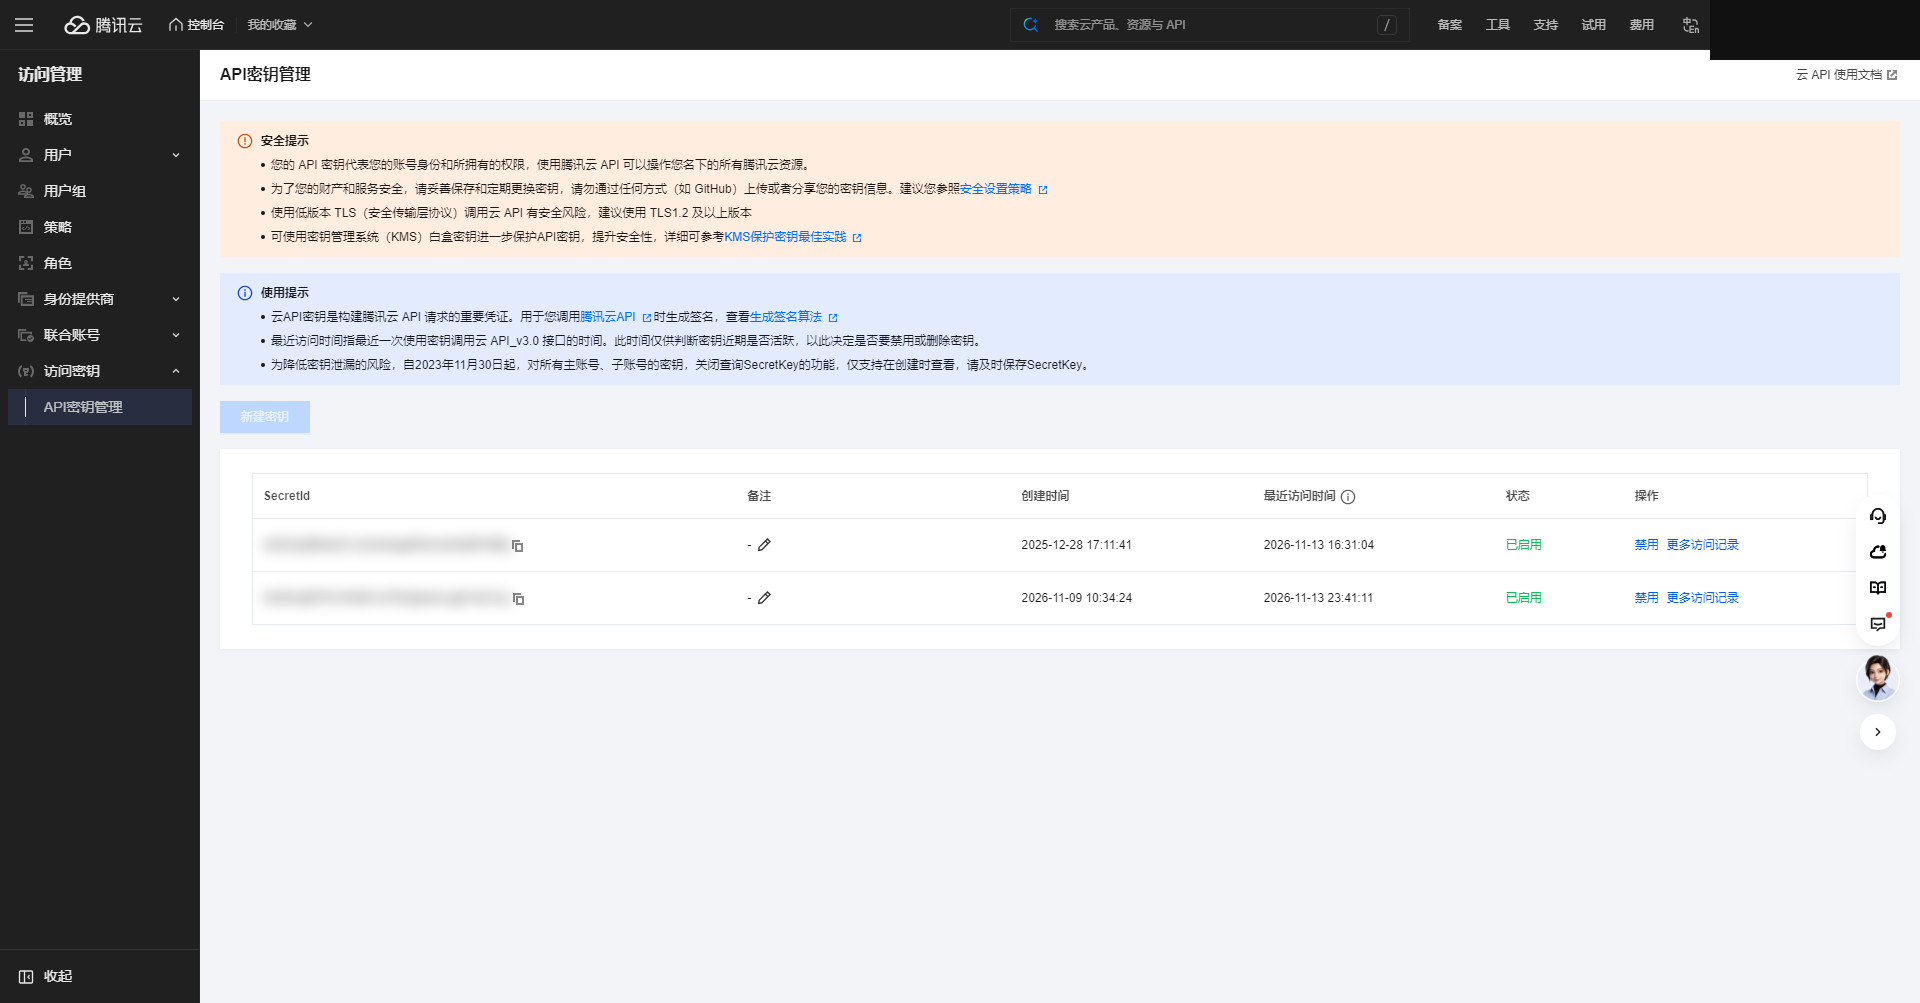 腾讯云 控制台 我的收藏 搜索云产品、资源与 API / 备案 工具 支持 试用 费用 中En
访问管理
概览
用户
用户组
策略
角色
身份提供商
联合账号
访问密钥
API密钥管理
收起
API密钥管理 云 API 使用文档
安全提示
• 您的 API 密钥代表您的账号身份和所拥有的权限，使用腾讯云 API 可以操作您名下的所有腾讯云资源。
• 为了您的财产和服务安全，请妥善保存和定期更换密钥，请勿通过任何方式（如 GitHub）上传或者分享您的密钥信息。建议您参照安全设置策略
• 使用低版本 TLS（安全传输层协议）调用云 API 有安全风险，建议使用 TLS1.2 及以上版本
• 可使用密钥管理系统（KMS）白盒密钥进一步保护API密钥，提升安全性，详细可参考KMS保护密钥最佳实践
使用提示
• 云API密钥是构建腾讯云 API 请求的重要凭证。用于您调用腾讯云API 时生成签名，查看生成签名算法
• 最近访问时间指最近一次使用密钥调用云 API_v3.0 接口的时间。此时间仅供判断密钥近期是否活跃，以此决定是否要禁用或删除密钥。
• 为降低密钥泄漏的风险，自2023年11月30日起，对所有主账号、子账号的密钥，关闭查询SecretKey的功能，仅支持在创建时查看，请及时保存SecretKey。
新建密钥
SecretId 备注 创建时间 最近访问时间 状态 操作
- 2025-12-28 17:11:41 2026-11-13 16:31:04 已启用 禁用 更多访问记录
- 2026-11-09 10:34:24 2026-11-13 23:41:11 已启用 禁用 更多访问记录